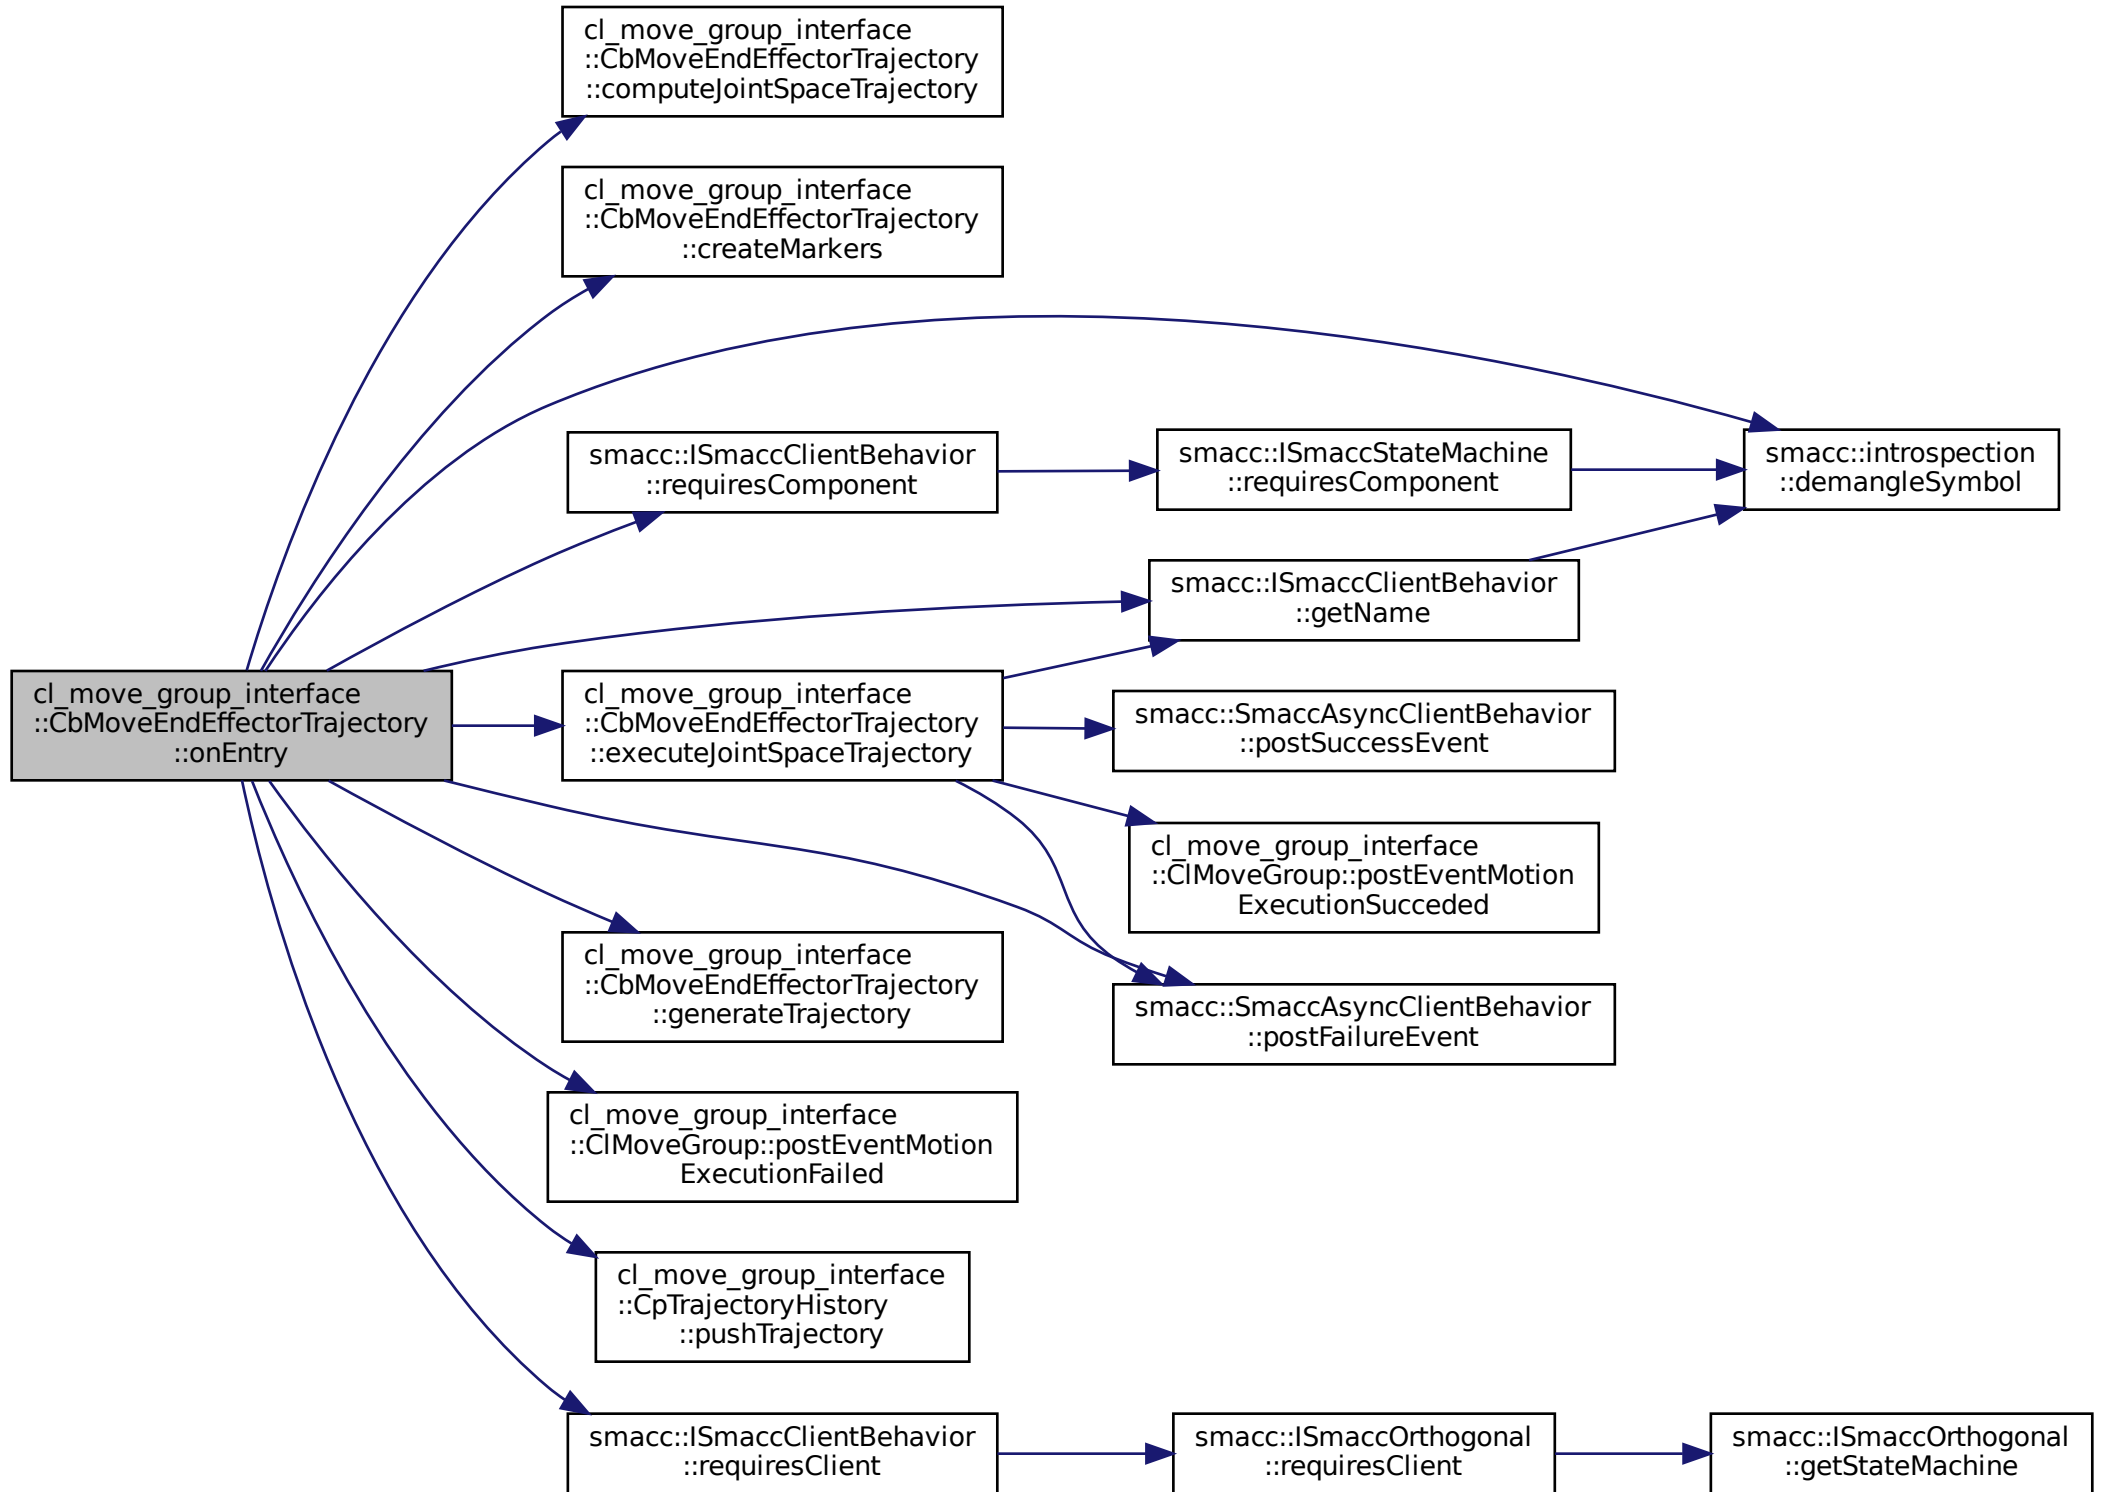 cl_move_group_interface
::CbMoveEndEffectorTrajectory
::computeJointSpaceTrajectory
cl_move_group_interface
::CbMoveEndEffectorTrajectory
::createMarkers
smacc::ISmaccClientBehavior
::requiresComponent
smacc::ISmaccStateMachine
::requiresComponent
smacc::introspection
::demangleSymbol
smacc::ISmaccClientBehavior
::getName
cl_move_group_interface
::CbMoveEndEffectorTrajectory
::onEntry
cl_move_group_interface
::CbMoveEndEffectorTrajectory
::executeJointSpaceTrajectory
smacc::SmaccAsyncClientBehavior
::postSuccessEvent
cl_move_group_interface
::ClMoveGroup::postEventMotion
ExecutionSucceded
cl_move_group_interface
::CbMoveEndEffectorTrajectory
::generateTrajectory
smacc::SmaccAsyncClientBehavior
::postFailureEvent
cl_move_group_interface
::ClMoveGroup::postEventMotion
ExecutionFailed
cl_move_group_interface
::CpTrajectoryHistory
::pushTrajectory
smacc::ISmaccClientBehavior
::requiresClient
smacc::ISmaccOrthogonal
::requiresClient
smacc::ISmaccOrthogonal
::getStateMachine